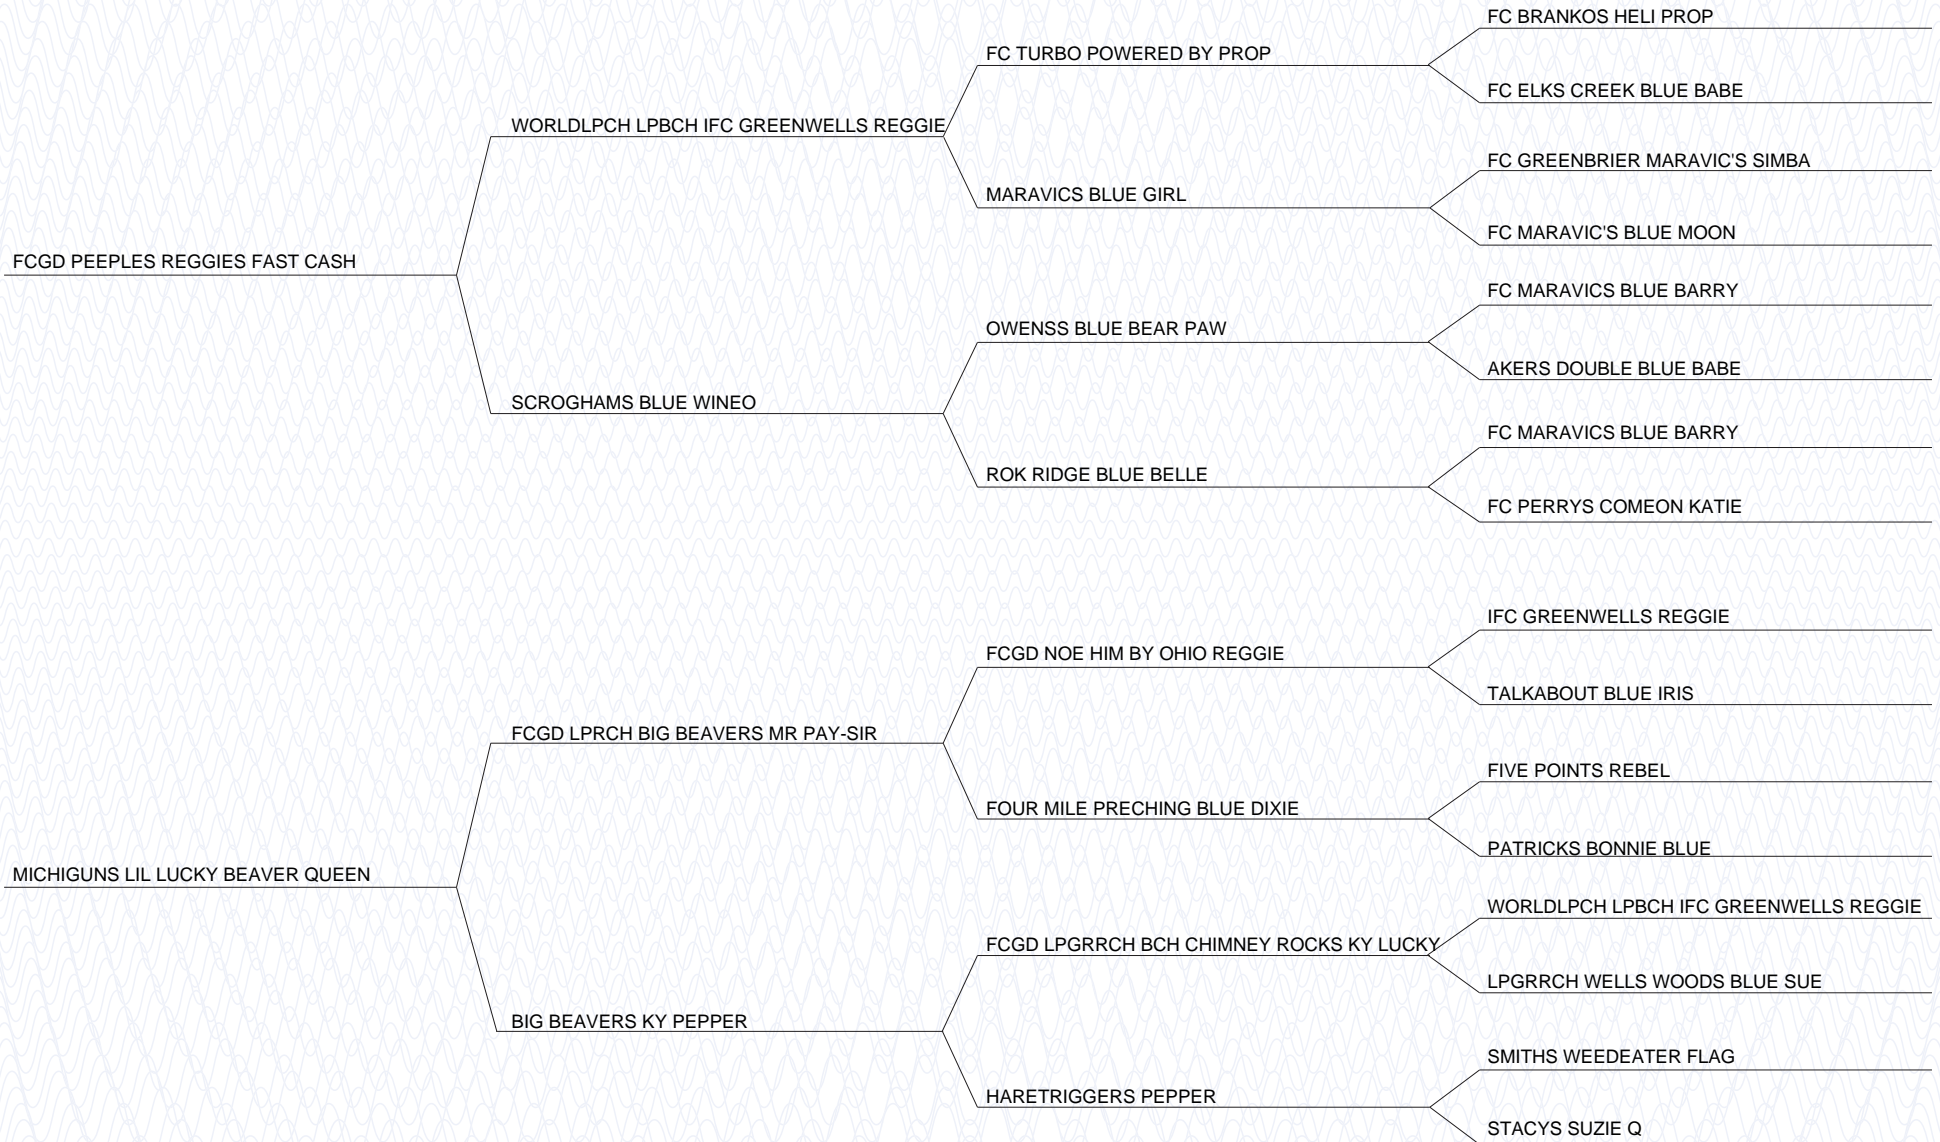 FC BRANKOS HELI PROP
FC TURBO POWERED BY PROP
FC ELKS CREEK BLUE BABE
WORLDLPCH LPBCH IFC GREENWELLS REGGIE
FC GREENBRIER MARAVIC'S SIMBA
MARAVICS BLUE GIRL
FC MARAVIC'S BLUE MOON
FCGD PEEPLES REGGIES FAST CASH
FC MARAVICS BLUE BARRY
OWENSS BLUE BEAR PAW
AKERS DOUBLE BLUE BABE
SCROGHAMS BLUE WINEO
FC MARAVICS BLUE BARRY
ROK RIDGE BLUE BELLE
FC PERRYS COMEON KATIE
IFC GREENWELLS REGGIE
FCGD NOE HIM BY OHIO REGGIE
TALKABOUT BLUE IRIS
FCGD LPRCH BIG BEAVERS MR PAY-SIR
FIVE POINTS REBEL
FOUR MILE PRECHING BLUE DIXIE
PATRICKS BONNIE BLUE
MICHIGUNS LIL LUCKY BEAVER QUEEN
WORLDLPCH LPBCH IFC GREENWELLS REGGIE
FCGD LPGRRCH BCH CHIMNEY ROCKS KY LUCKY
LPGRRCH WELLS WOODS BLUE SUE
BIG BEAVERS KY PEPPER
SMITHS WEEDEATER FLAG
HARETRIGGERS PEPPER
STACYS SUZIE Q